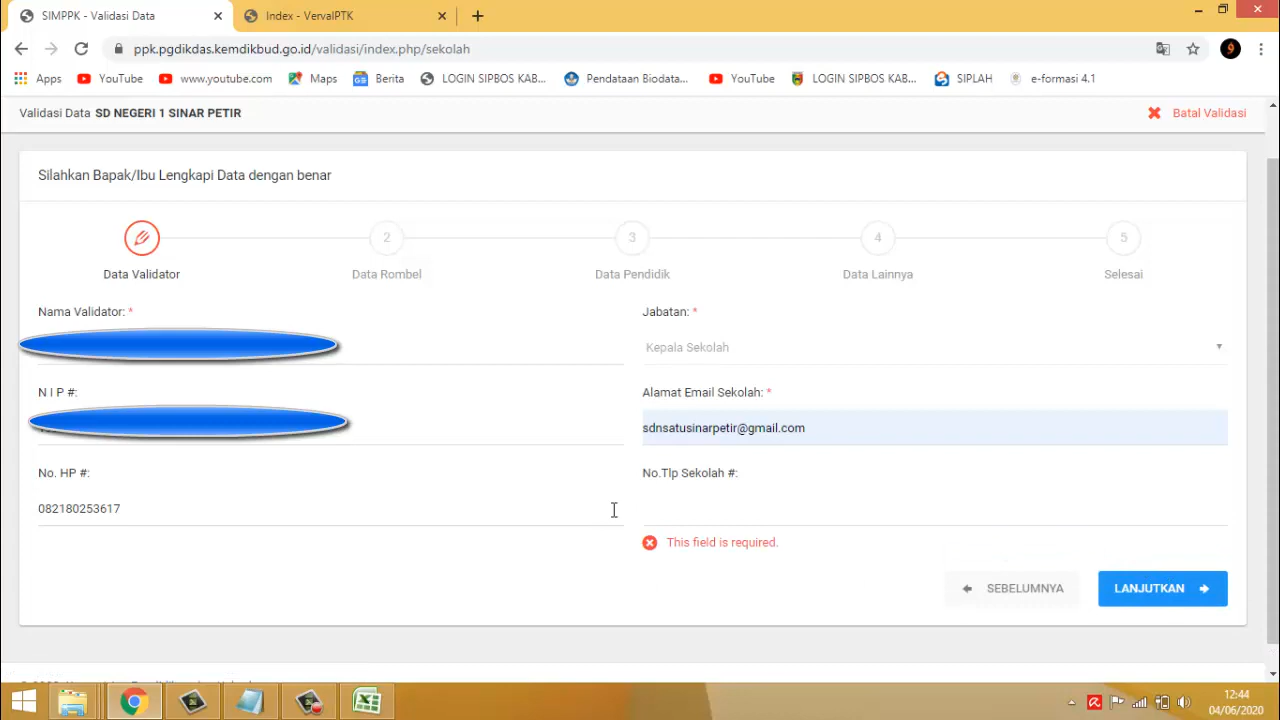 SIMPPK - Validasi Data
Index - VervalPTK
ppk.pgdikdas.kemdikbud.go.id/validasi/index.php/sekolah
9
Apps
YouTube
www.youtube.com
Maps
Berita
LOGIN SIPBOS KAB...
Pendataan Biodata...
YouTube
LOGIN SIPBOS KAB...
SIPLAH
e-formasi 4.1
Validasi Data SD NEGERI 1 SINAR PETIR
Batal Validasi
Silahkan Bapak/Ibu Lengkapi Data dengan benar
2
3
4
5
Data Validator
Data Rombel
Data Pendidik
Data Lainnya
Selesai
Nama Validator: *
Jabatan: *
Kepala Sekolah
N I P #:
Alamat Email Sekolah: *
sdnsatusinarpetir@gmail.com
No. HP #:
No.Tlp Sekolah #:
082180253617
This field is required.
SEBELUMNYA
LANJUTKAN
12:44
04/06/2020